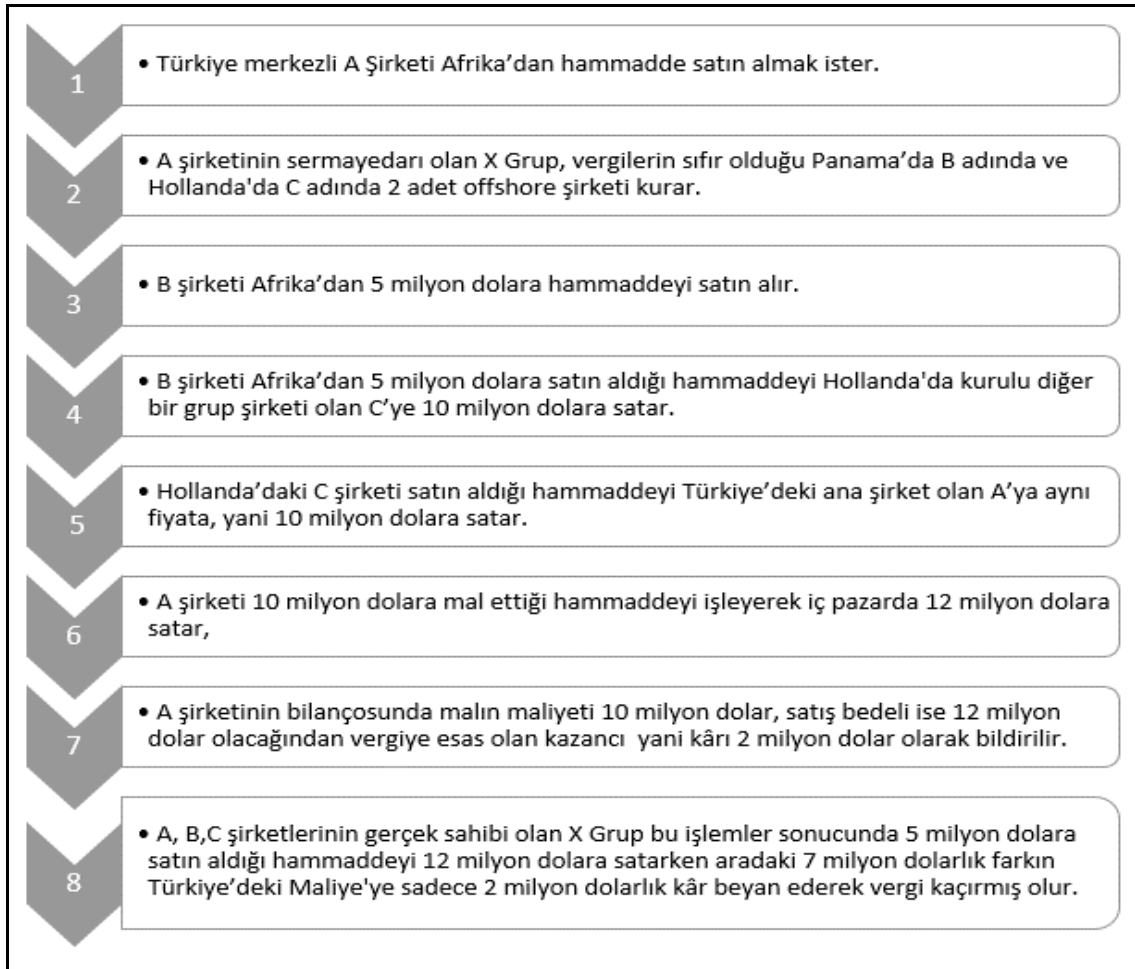 1
• Türkiye merkezli A Şirketi Afrika’dan hammadde satın almak ister.
2
• A şirketinin sermayedarı olan X Grup, vergilerin sıfır olduğu Panama’da B adında ve
Hollanda'da C adında 2 adet offshore şirketi kurar.
3
• B şirketi Afrika’dan 5 milyon dolara hammaddeyi satın alır.
4
• B şirketi Afrika’dan 5 milyon dolara satın aldığı hammaddeyi Hollanda'da kurulu diğer
bir grup şirketi olan C’ye 10 milyon dolara satar.
5
• Hollanda’daki C şirketi satın aldığı hammaddeyi Türkiye’deki ana şirket olan A’ya aynı
fiyata, yani 10 milyon dolara satar.
6
• A şirketi 10 milyon dolara mal ettiği hammaddeyi işleyerek iç pazarda 12 milyon dolara
satar,
7
• A şirketinin bilançosunda malın maliyeti 10 milyon dolar, satış bedeli ise 12 milyon
dolar olacağından vergiye esas olan kazancı yani kârı 2 milyon dolar olarak bildirilir.
8
• A, B,C şirketlerinin gerçek sahibi olan X Grup bu işlemler sonucunda 5 milyon dolara
satın aldığı hammaddeyi 12 milyon dolara satarken aradaki 7 milyon dolarlık farkın
Türkiye’deki Maliye'ye sadece 2 milyon dolarlık kâr beyan ederek vergi kaçırmış olur.